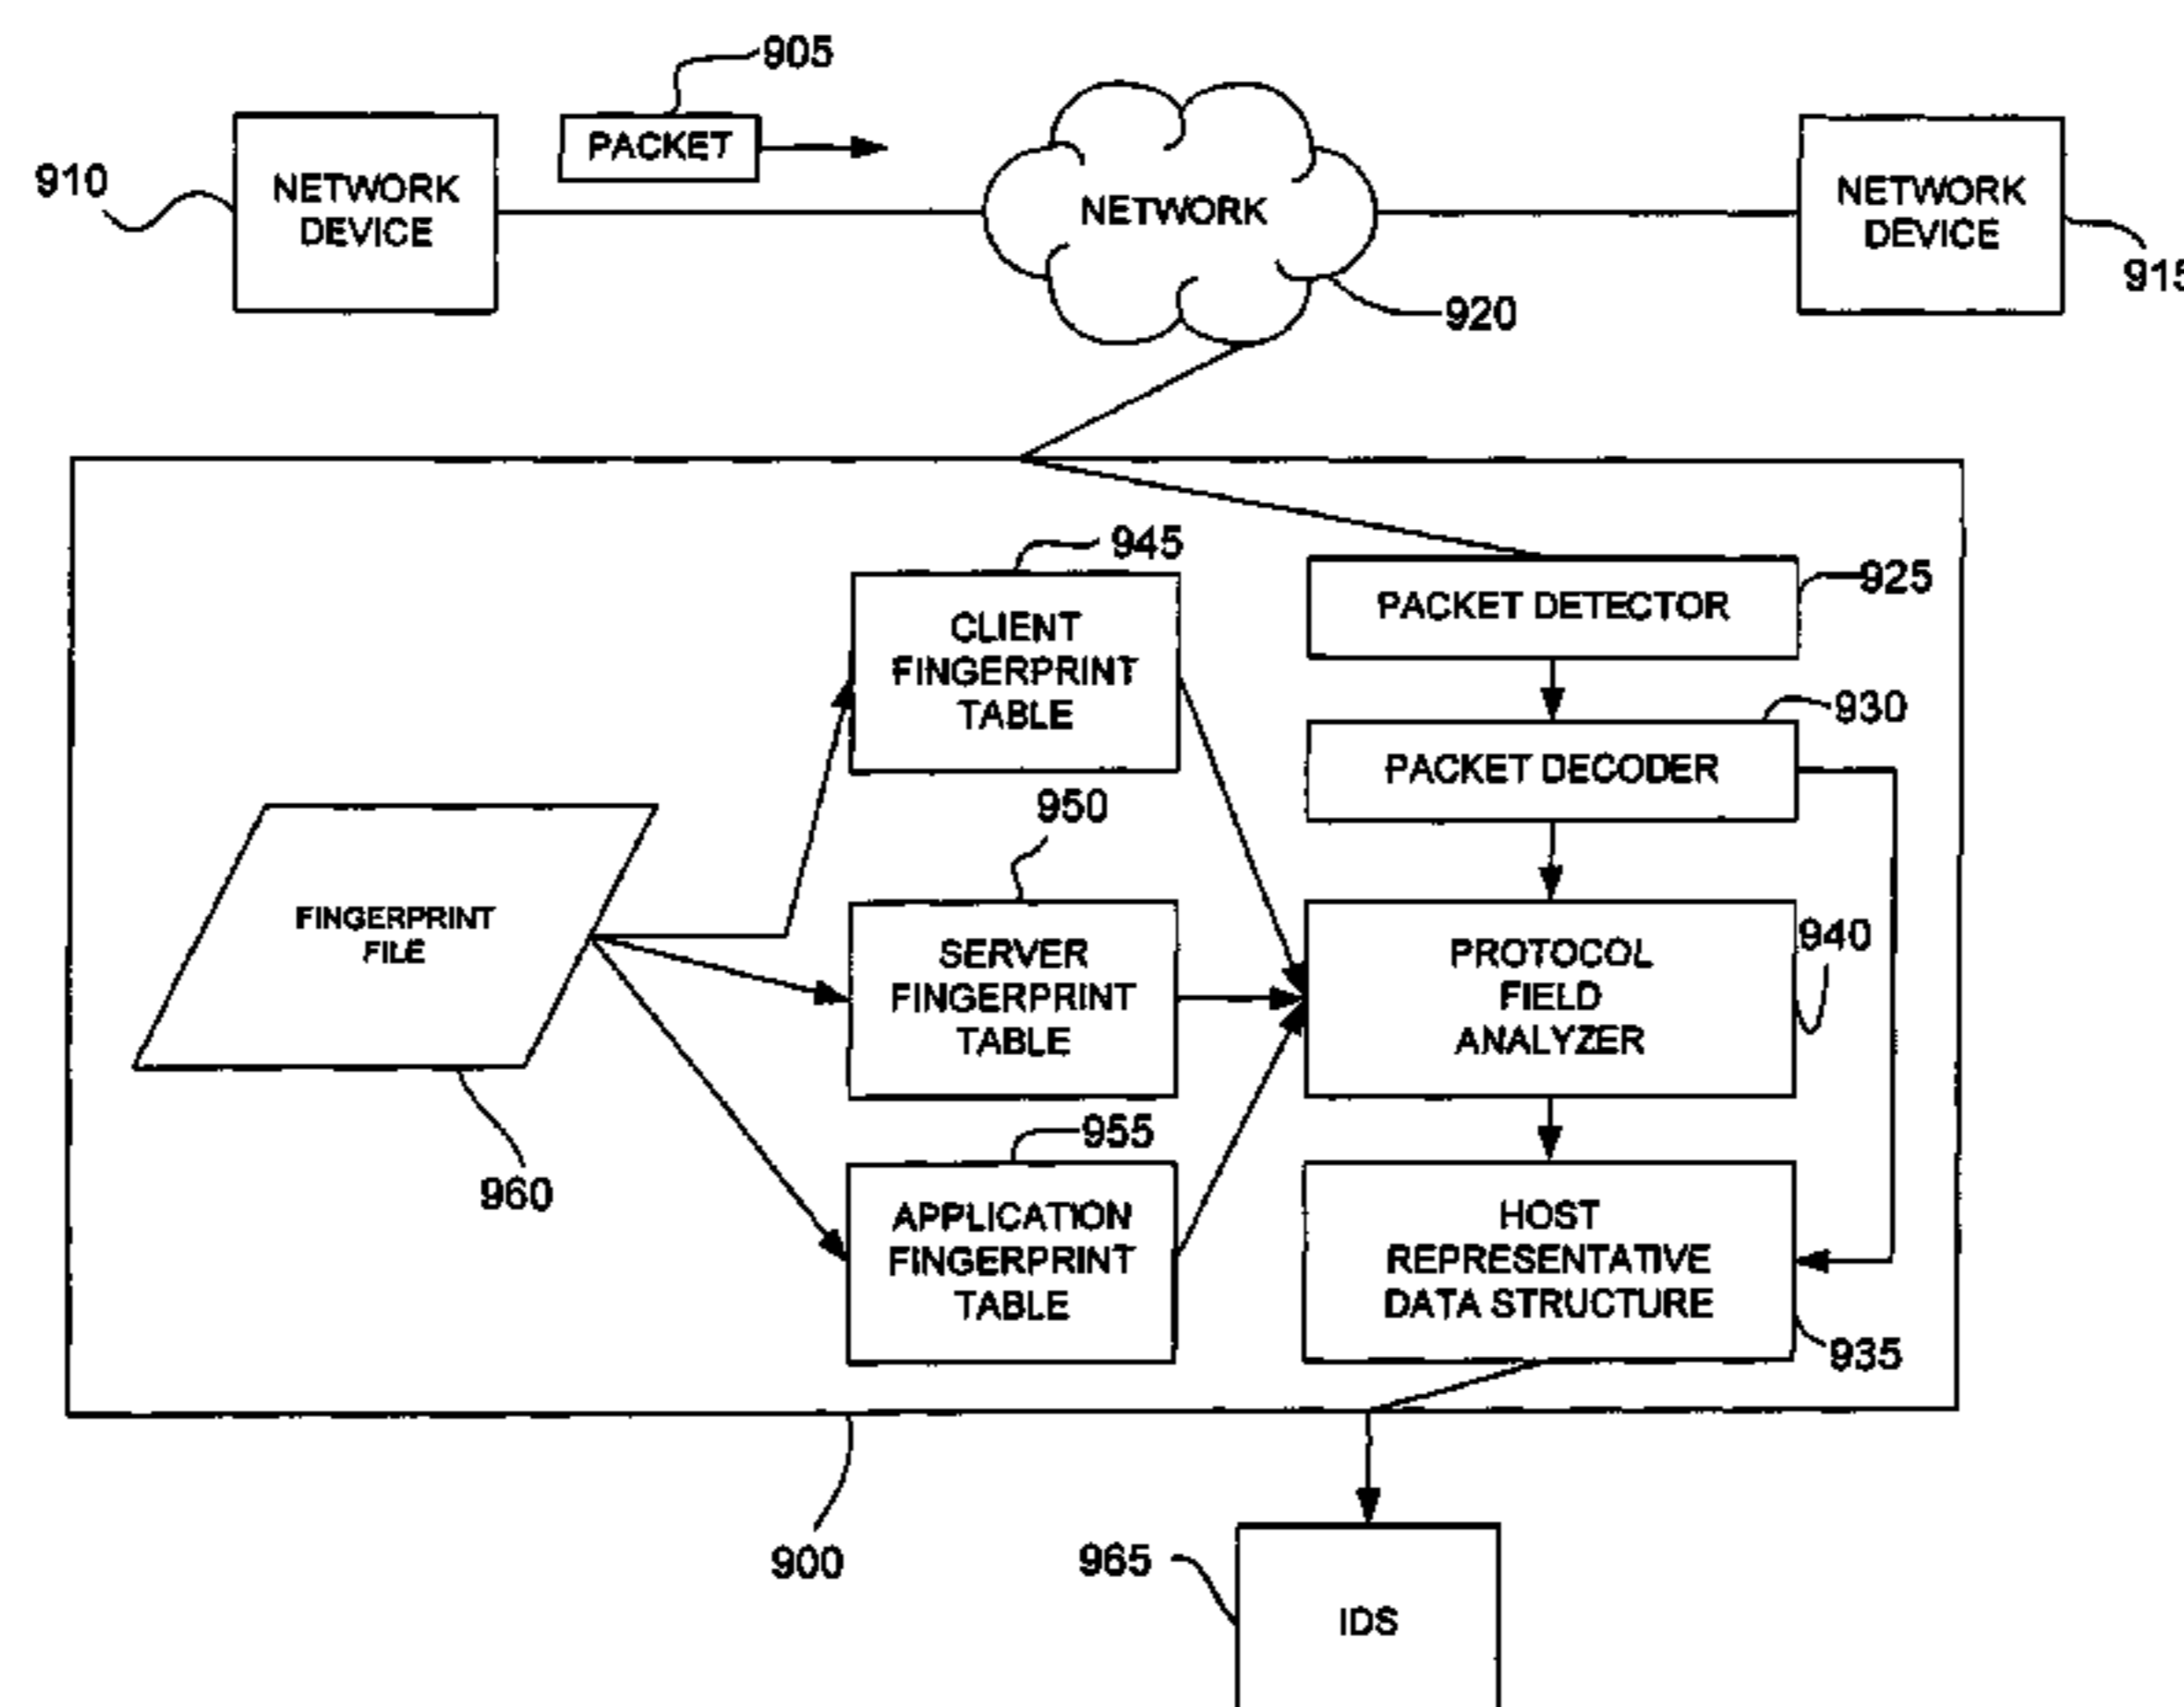 905
PACKET
910
NETWORK
DEVICE
NETWORK
NETWORK
DEVICE
915
920
945
CLIENT
FINGERPRINT
TABLE
PACKET DETECTOR
925
930
PACKET DECODER
950
FINGERPRINT
FILE
SERVER
FINGERPRINT
TABLE
PROTOCOL
FIELD
ANALYZER
940
955
960
APPLICATION
FINGERPRINT
TABLE
HOST
REPRESENTATIVE
DATA STRUCTURE
935
900
965
IDS